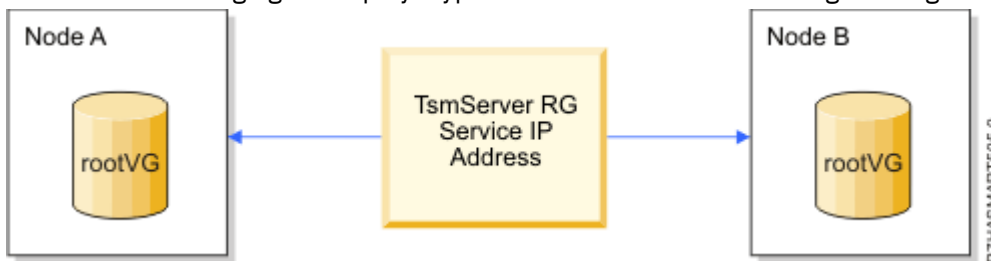 Node A
rootVG
TsmServer RG
Service IP
Address
Node B
rootVG